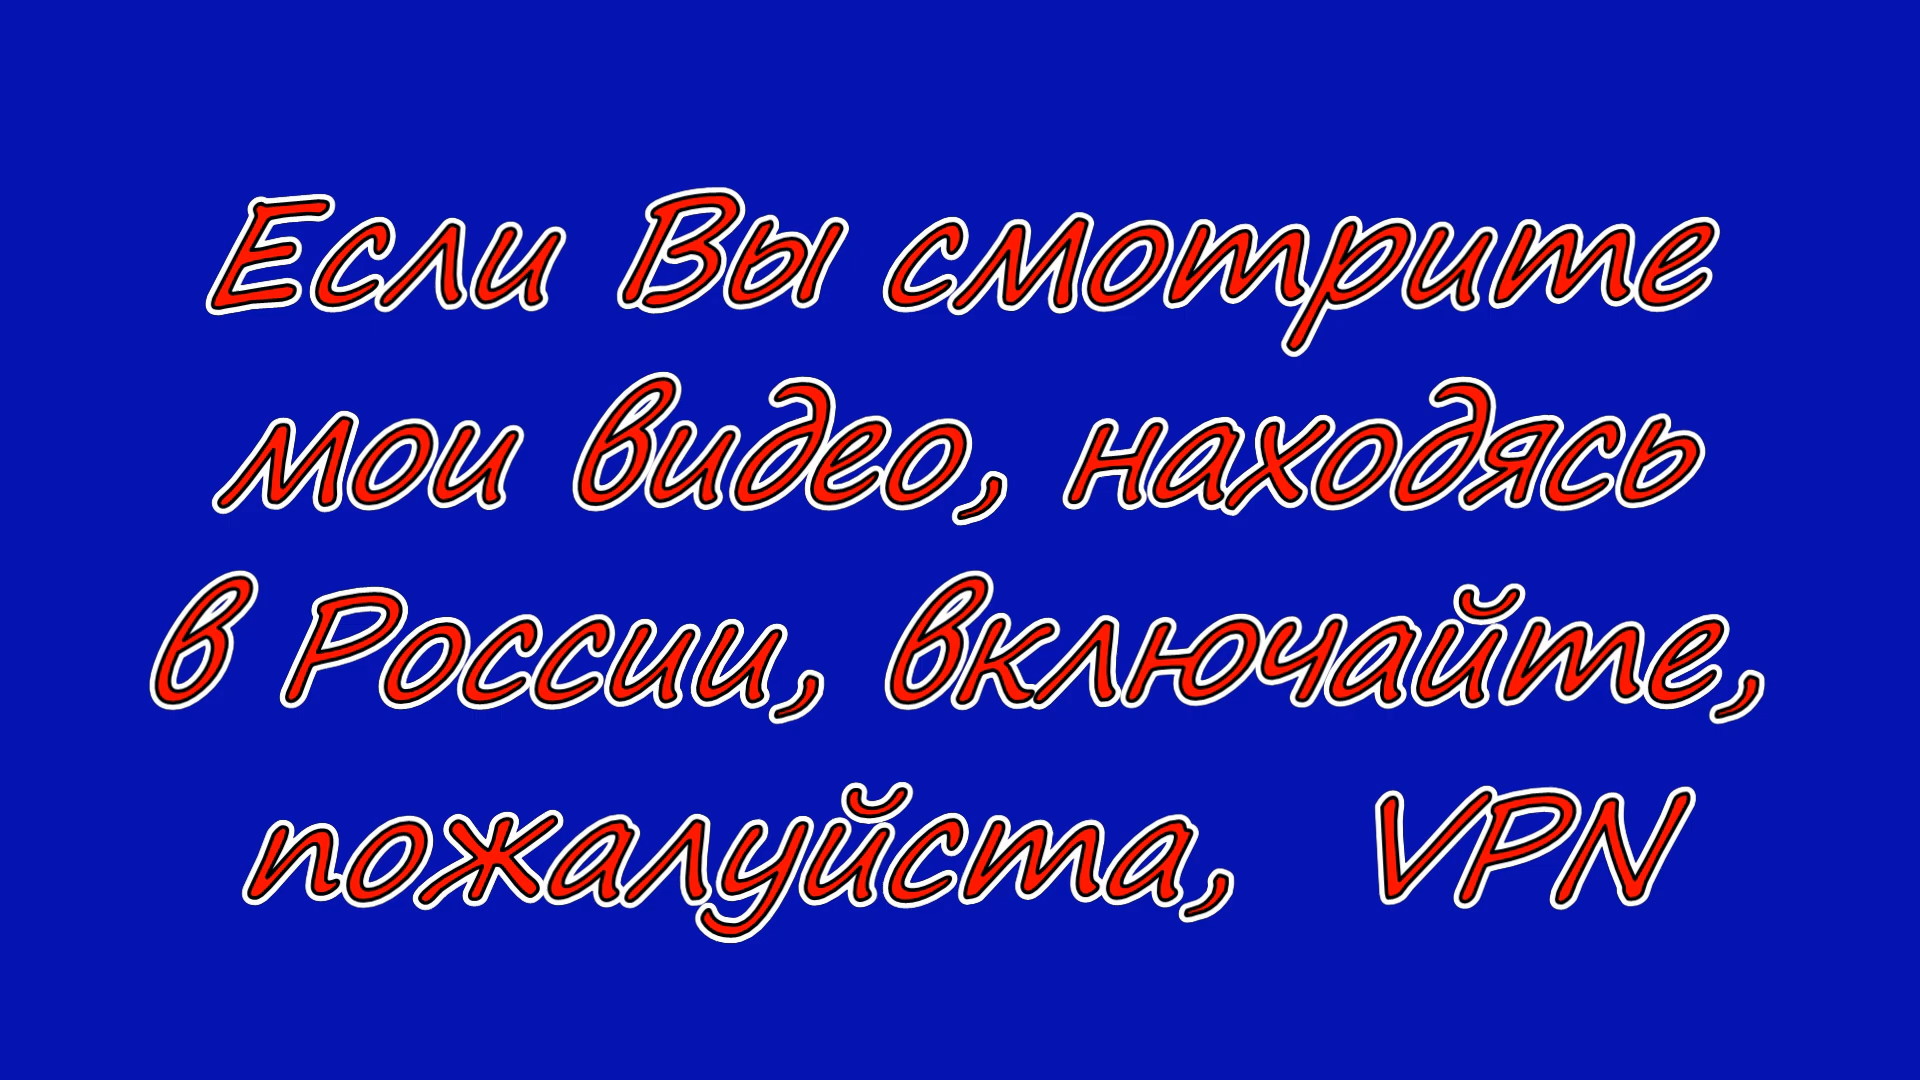 Если Вы смотрите
мои видео, находясь
в России, включайте,
пожалуйста, VPN